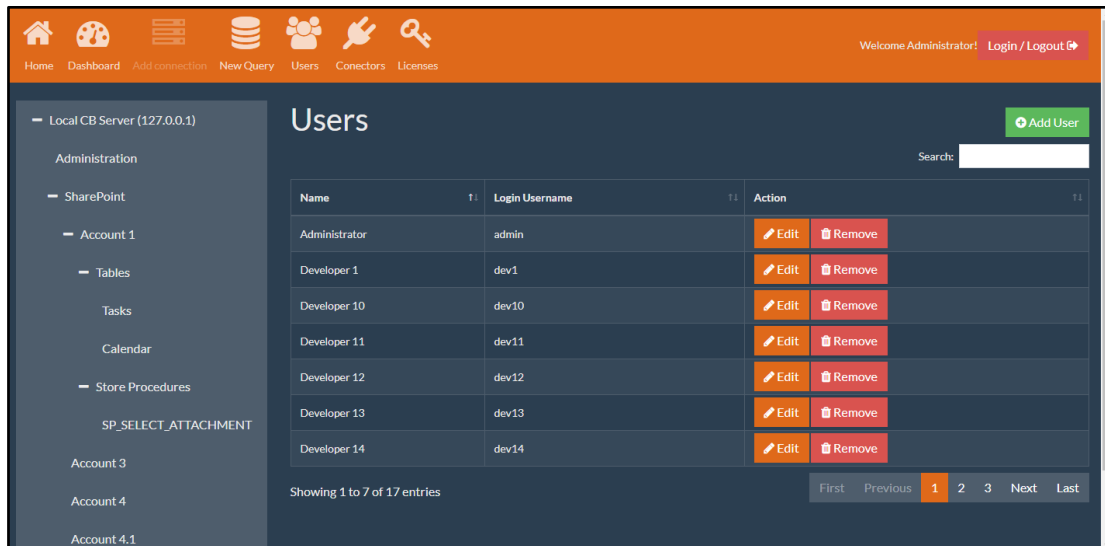 Home Dashboard Add connection New Query Users Conectors Licenses
Welcome Administrator! Login / Logout
Local CB Server (127.0.0.1)
Administration
SharePoint
Account 1
Tables
Tasks
Calendar
Store Procedures
SP_SELECT_ATTACHMENT
Account 3
Account 4
Account 4.1
Users
Add User
Search:
Name Login Username Action
Administrator admin Edit Remove
Developer 1 dev1 Edit Remove
Developer 10 dev10 Edit Remove
Developer 11 dev11 Edit Remove
Developer 12 dev12 Edit Remove
Developer 13 dev13 Edit Remove
Developer 14 dev14 Edit Remove
Showing 1 to 7 of 17 entries
First Previous 1 2 3 Next Last